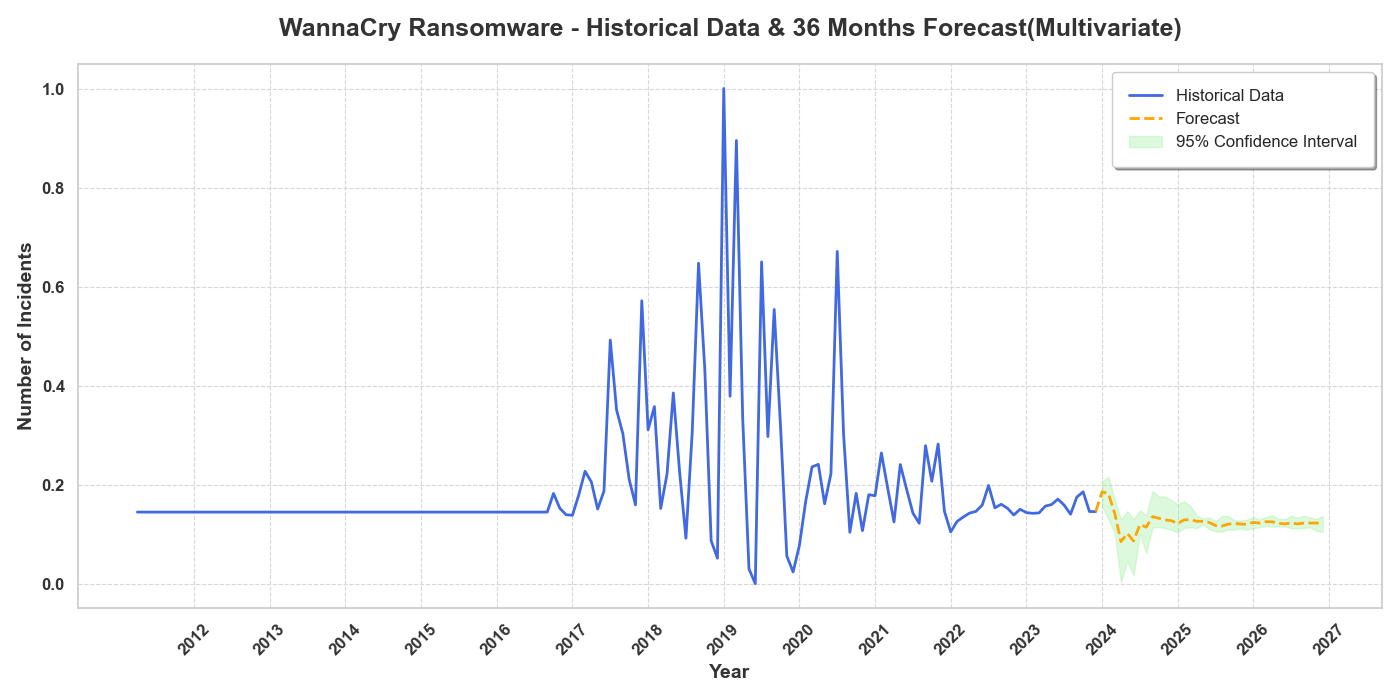 WannaCry Ransomware - Historical Data & 36 Months Forecast(Multivariate)
Historical Data
Forecast
95% Confidence Interval
Number of Incidents
1.0
0.8
0.6
0.4
0.2
0.0
2012 2013 2014 2015 2016 2017 2018 2019 2020 2021 2022 2023 2024 2025 2026 2027
Year